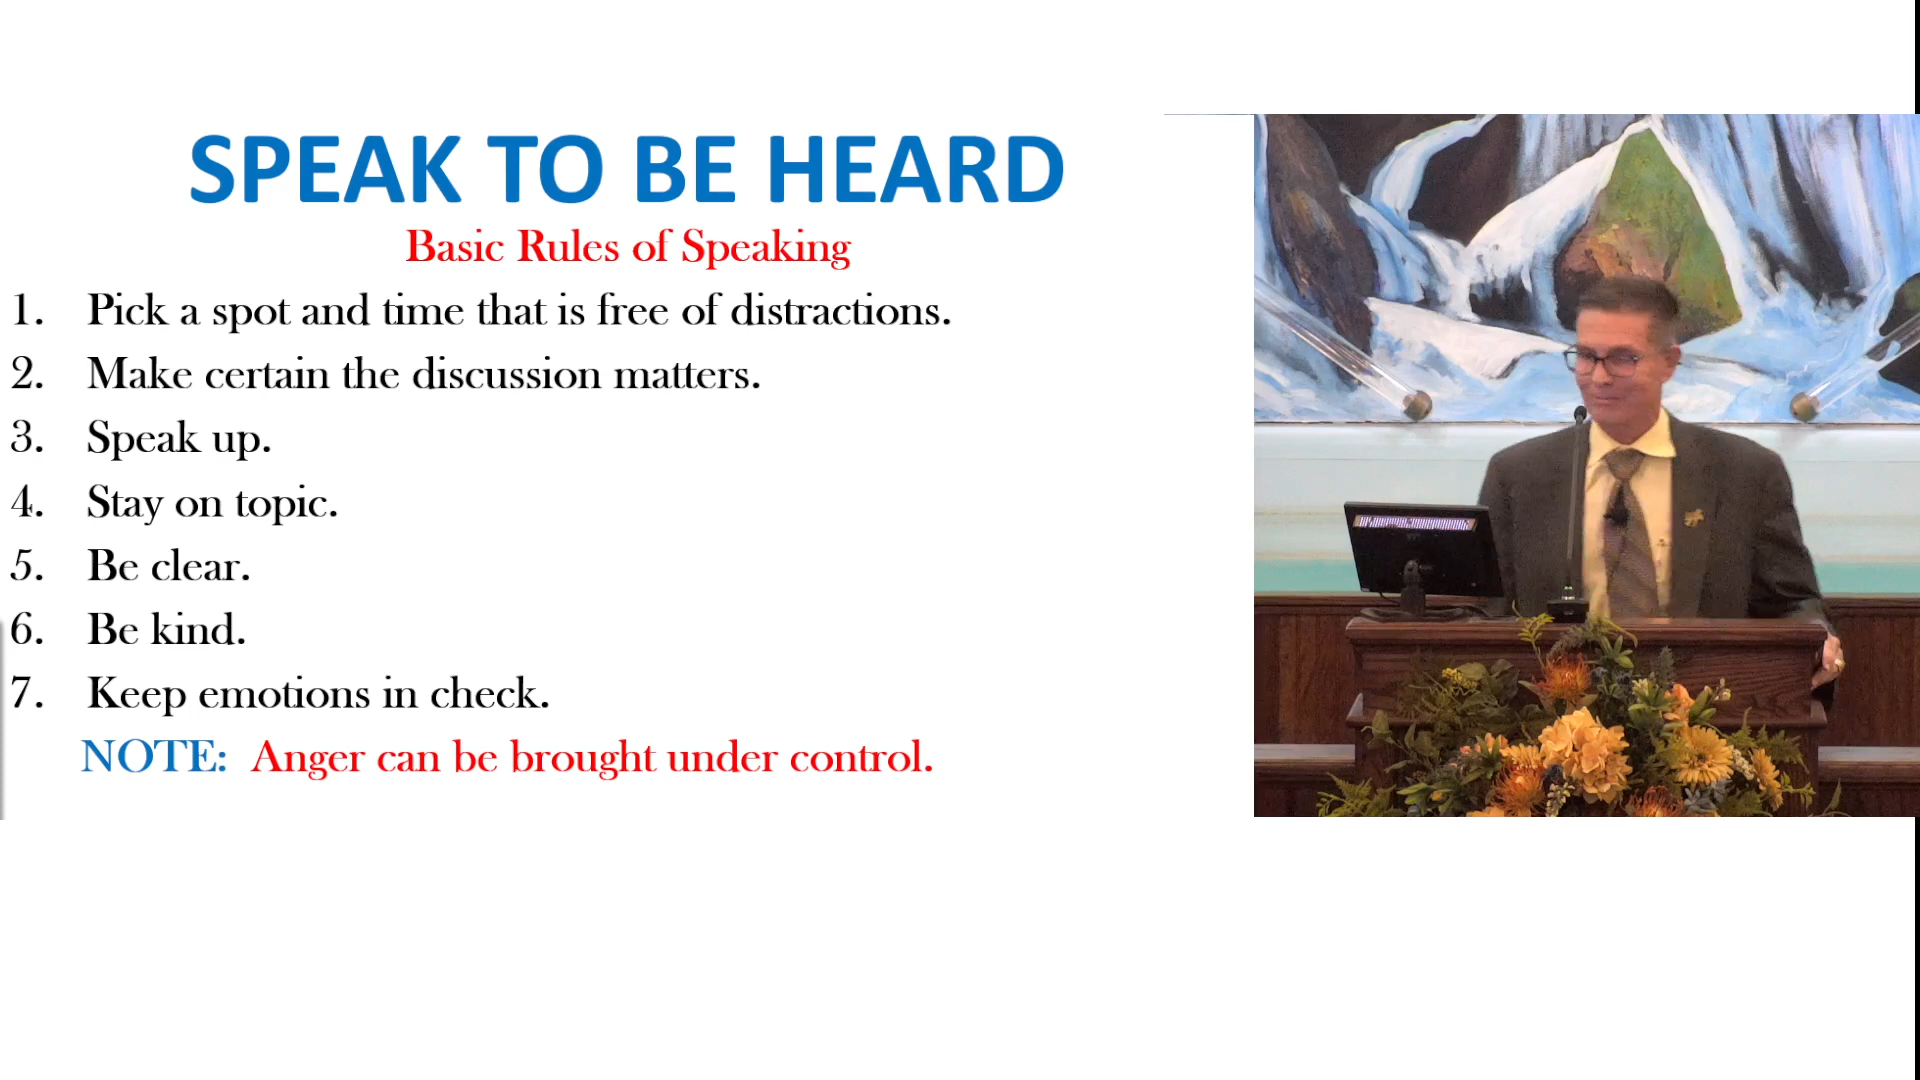 SPEAK TO BE HEARD
Basic Rules of Speaking
1. Pick a spot and time that is free of distractions.
2. Make certain the discussion matters.
3. Speak up.
4. Stay on topic.
5. Be clear.
6. Be kind.
7. Keep emotions in check.
NOTE: Anger can be brought under control.